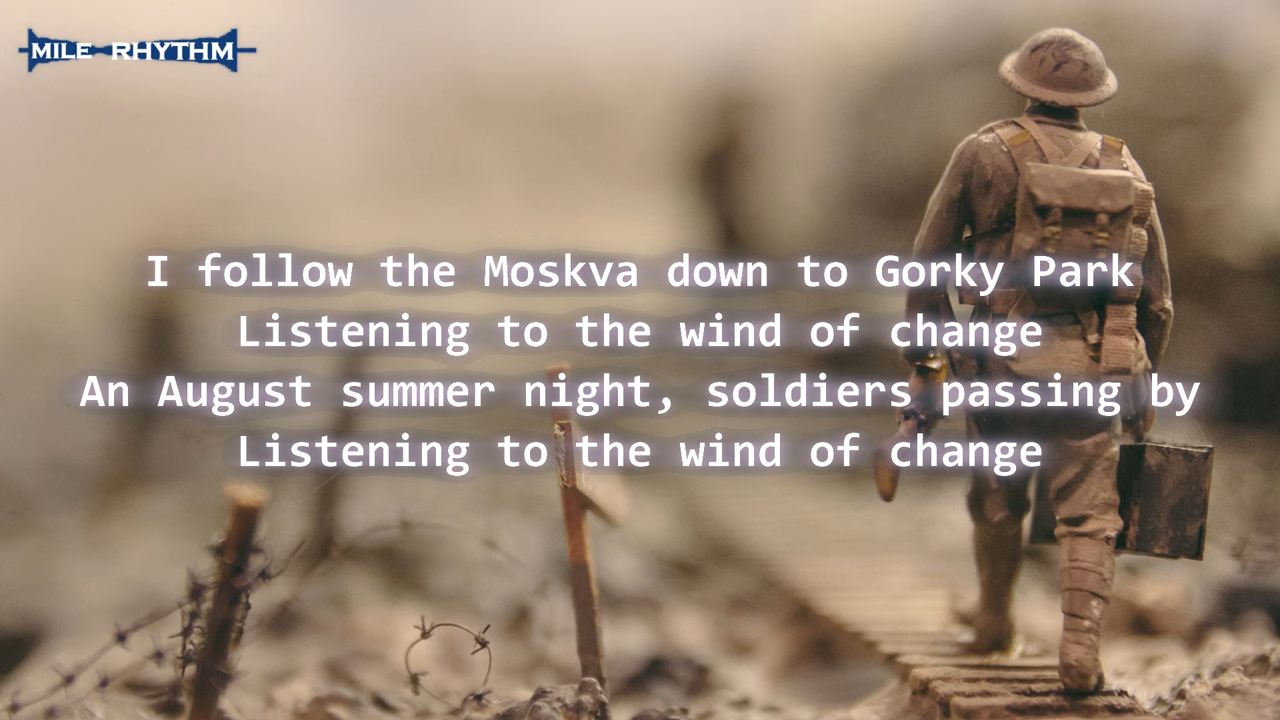 MILE RHYTHM
I follow the Moskva down to Gorky Park
Listening to the wind of change
An August summer night, soldiers passing by
Listening to the wind of change